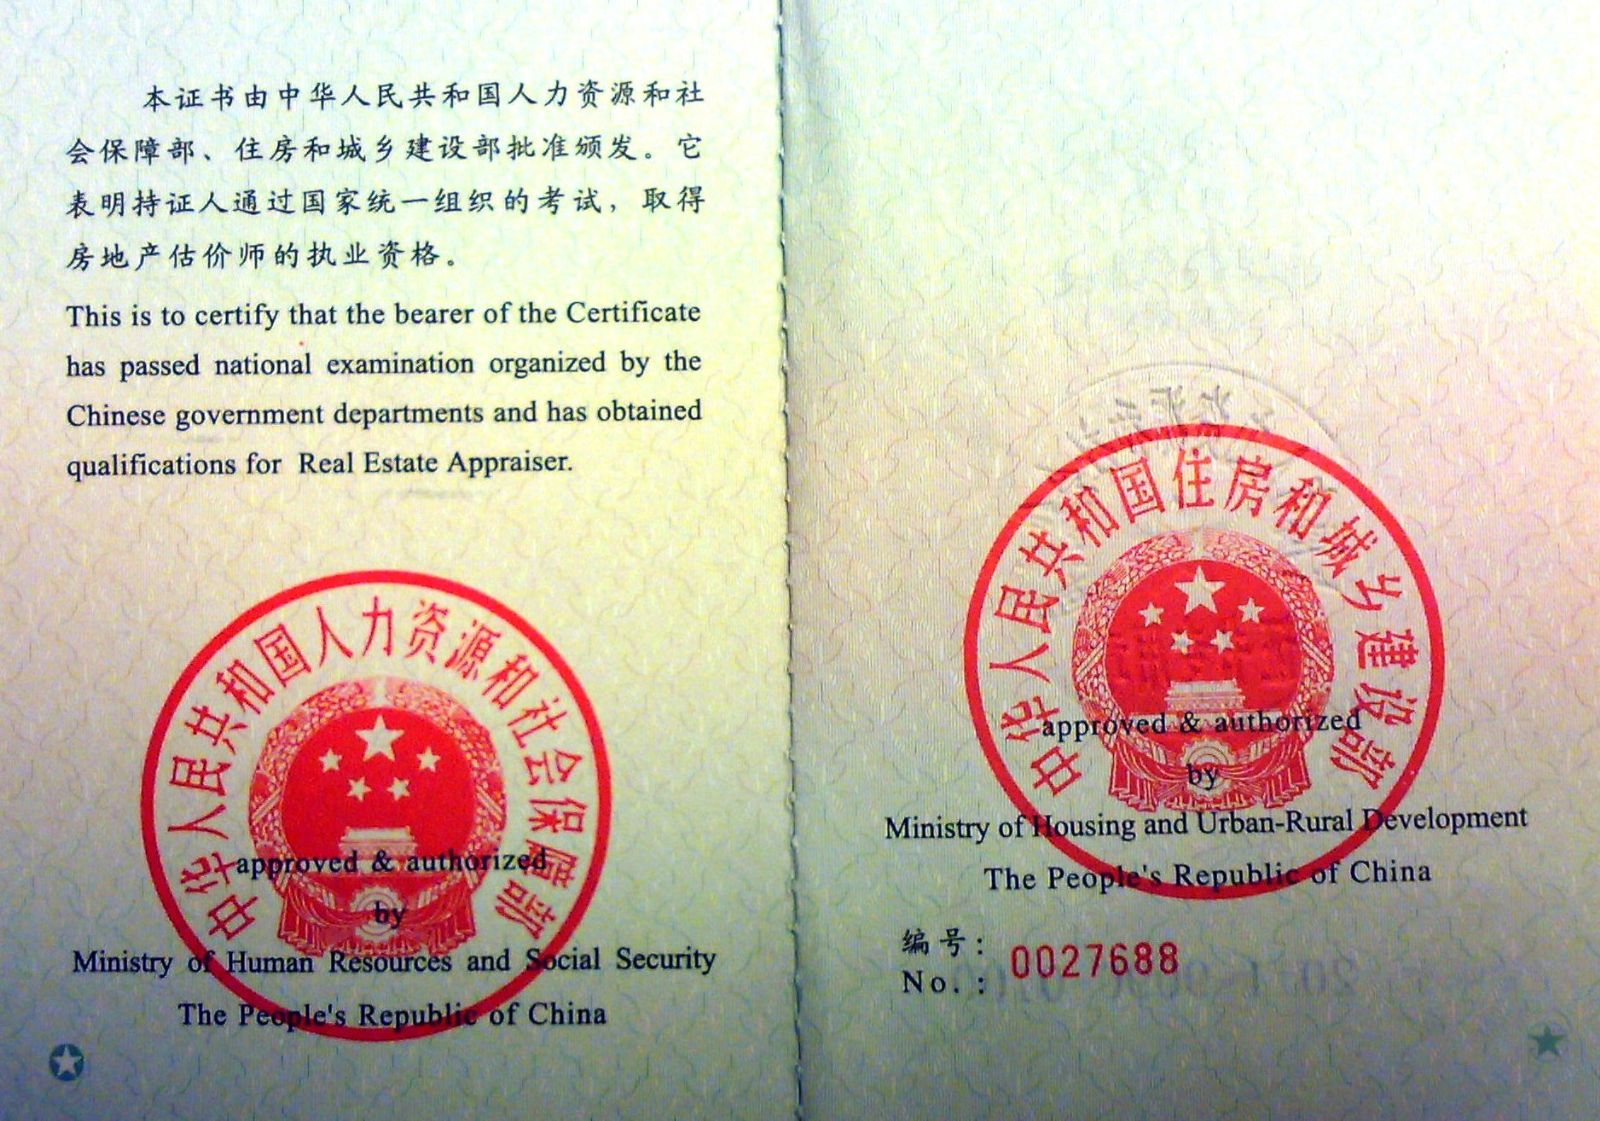 本证书由中华人民共和国人力资源和社
会保障部、住房和城乡建设部批准颁发。它
表明持证人通过国家统一组织的考试，取得
房地产估价师的执业资格。
This is to certify that the bearer of the Certificate
has passed national examination organized by the
Chinese government departments and has obtained
qualifications for Real Estate Appraiser.
中华人民共和国人力资源和社会保障部
approved & authorized
by
Ministry of Human Resources and Social Security
The People's Republic of China
中华人民共和国住房和城乡建设部
approved & authorized
by
Ministry of Housing and Urban-Rural Development
The People's Republic of China
编号：
No.: 0027688